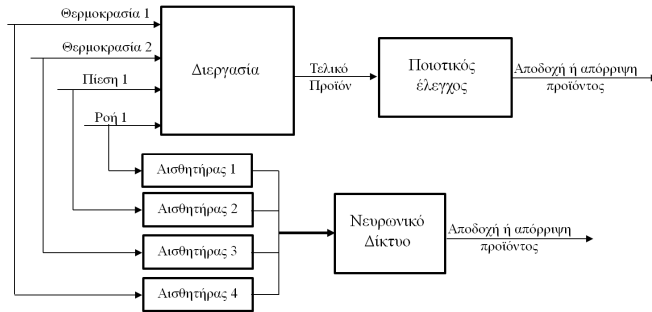 Θερμοκρασία 1
Θερμοκρασία 2
Πίεση 1
Ροή 1
Διεργασία
Τελικό
Προϊόν
Ποιοτικός
έλεγχος
Αποδοχή ή απόρριψη
προϊόντος
Αισθητήρας 1
Αισθητήρας 2
Αισθητήρας 3
Αισθητήρας 4
Νευρωνικό
Δίκτυο
Αποδοχή ή απόρριψη
προϊόντος